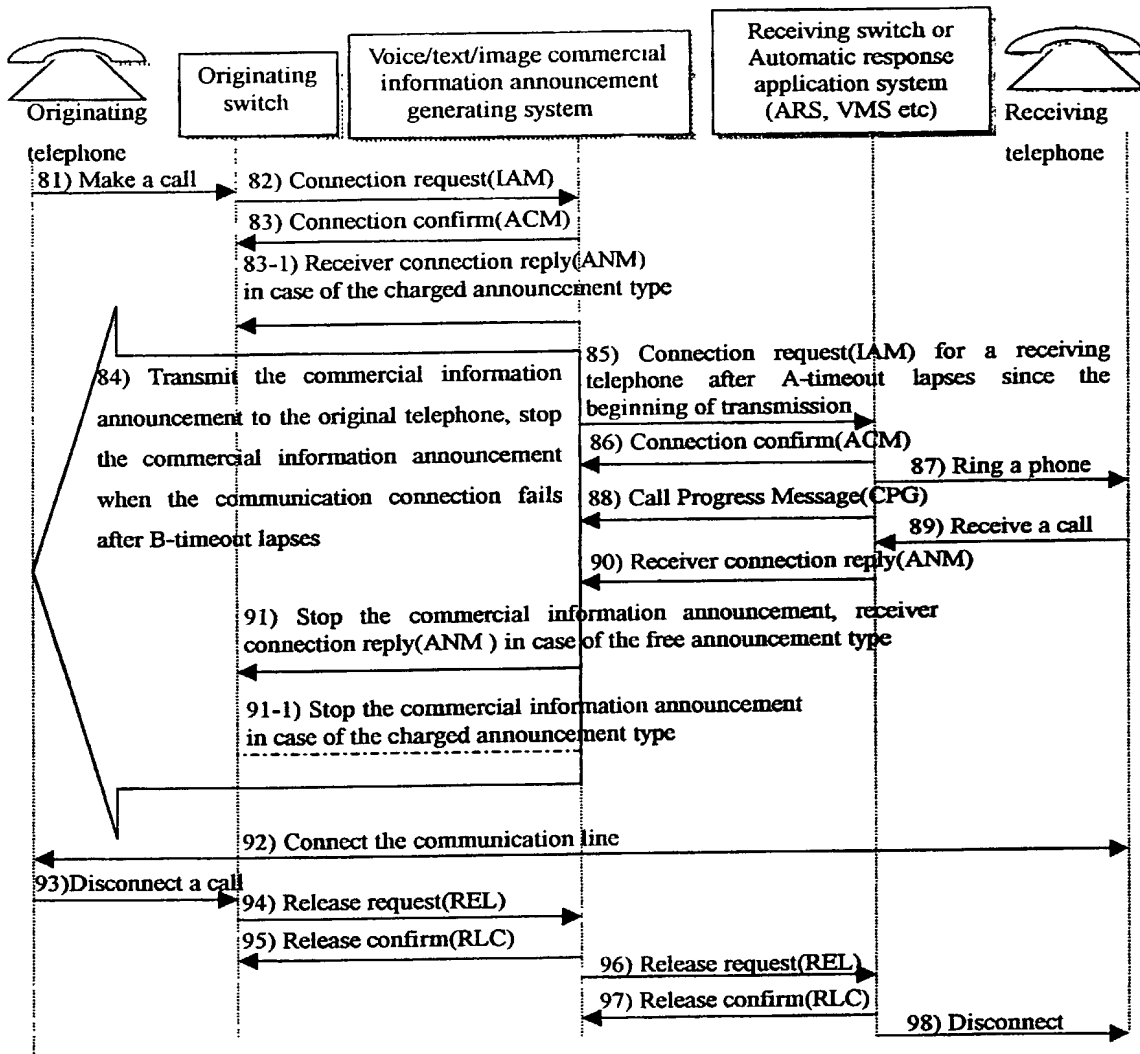 Originating
telephone
Originating
switch
Voice/text/image commercial
information announcement
generating system
Receiving switch or
Automatic response
application system
(ARS, VMS etc)
Receiving
telephone
81) Make a call
82) Connection request(IAM)
83) Connection confirm(ACM)
83-1) Receiver connection reply(ANM)
in case of the charged announcement type
84) Transmit the commercial information
announcement to the original telephone, stop
the commercial information announcement
when the communication connection fails
after B-timeout lapses
85) Connection request(IAM) for a receiving
telephone after A-timeout lapses since the
beginning of transmission
86) Connection confirm(ACM)
87) Ring a phone
88) Call Progress Message(CPG)
89) Receive a call
90) Receiver connection reply(ANM)
91) Stop the commercial information announcement, receiver
connection reply(ANM ) in case of the free announcement type
91-1) Stop the commercial information announcement
in case of the charged announcement type
92) Connect the communication line
93)Disconnect a call
94) Release request(REL)
95) Release confirm(RLC)
96) Release request(REL)
97) Release confirm(RLC)
98) Disconnect